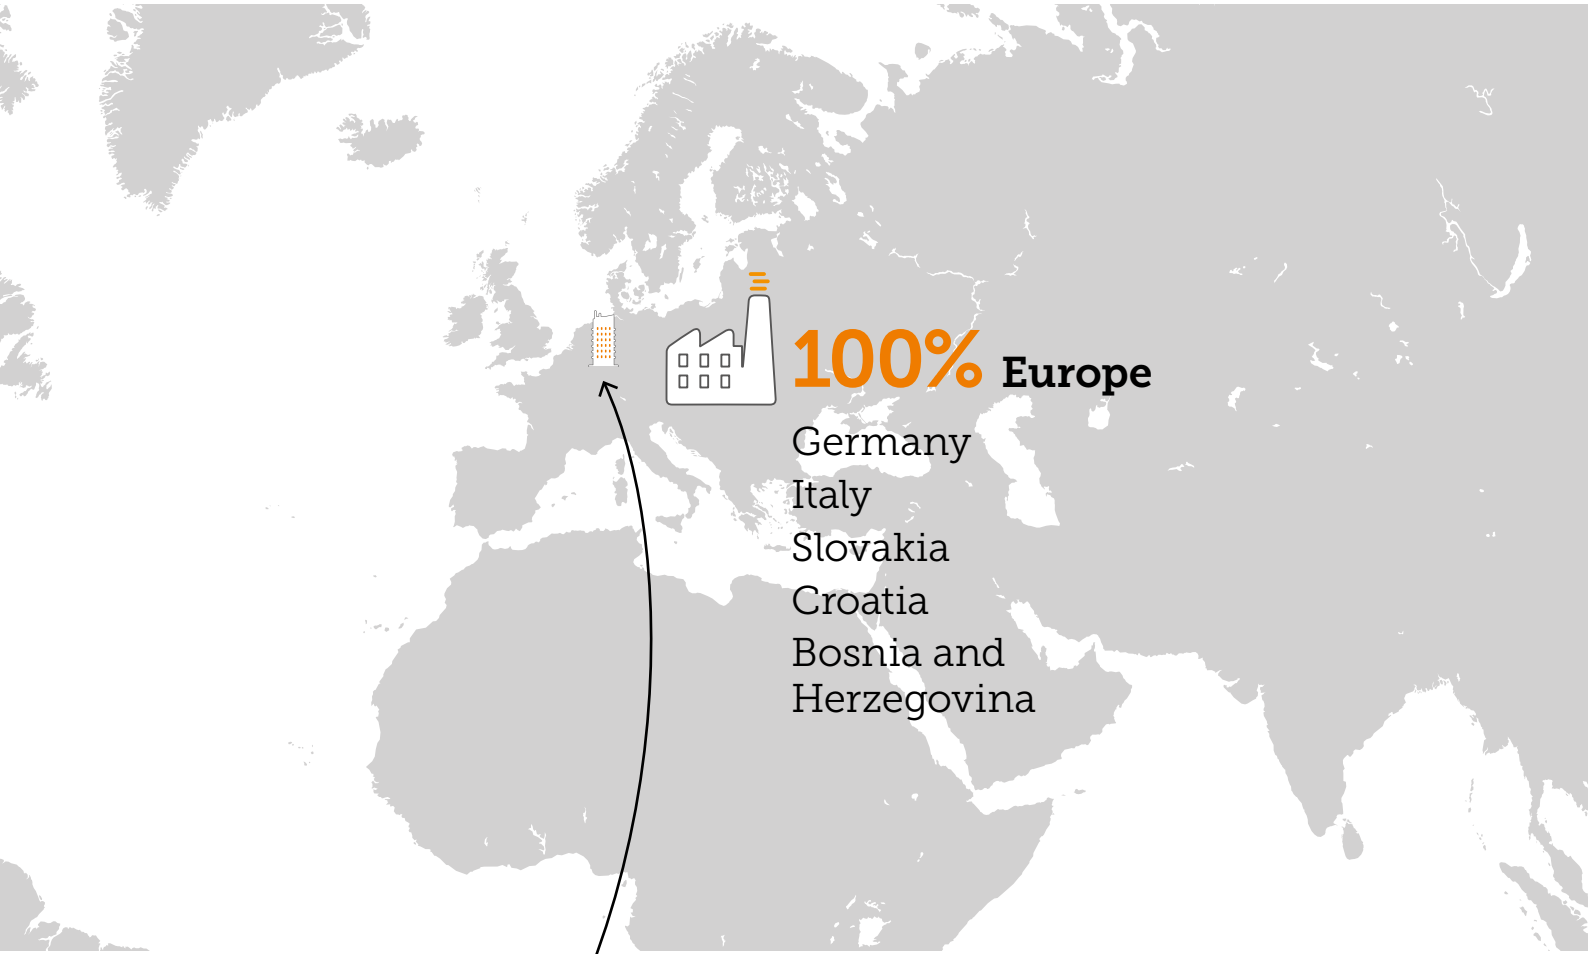 100% Europe
Germany
Italy
Slovakia
Croatia
Bosnia and
Herzegovina